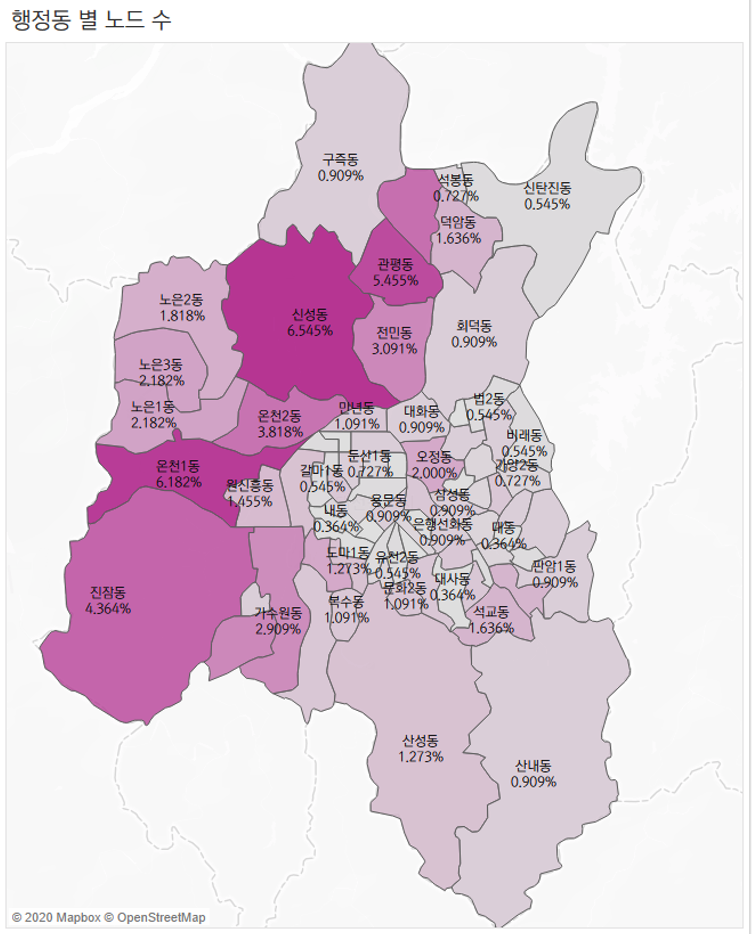 행정동 별 노드 수
구즉동
0.909%
석봉동
0.727%
신탄진동
0.545%
덕암동
1.636%
관평동
5.455%
노은2동
1.818%
신성동
6.545%
전민동
3.091%
회덕동
0.909%
노은3동
2.182%
노은1동
2.182%
온천2동
3.818%
만년동
1.091%
대화동
0.909%
법2동
0.545%
비래동
0.545%
가양2동
0.727%
온천1동
6.182%
원신흥동
1.455%
갈마1동
0.545%
둔산1동
0.727%
오정동
2.000%
삼성동
0.909%
용문동
0.909%
내동
0.364%
은행선화동
0.909%
대동
0.364%
도마1동
1.273%
유천2동
0.545%
문화2동
1.091%
대사동
0.364%
판암1동
0.909%
진잠동
4.364%
가수원동
2.909%
복수동
1.091%
석교동
1.636%
산성동
1.273%
산내동
0.909%
© 2020 Mapbox © OpenStreetMap